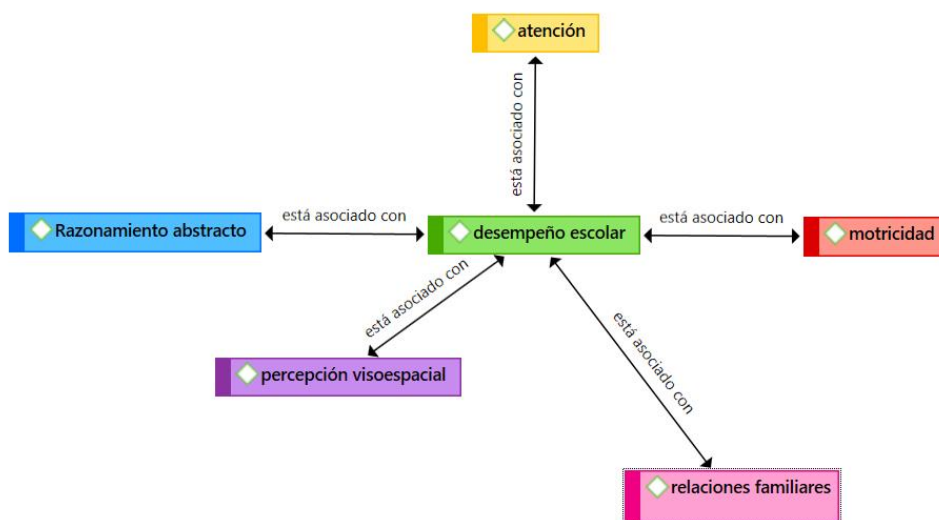 atención
está asociado con
Razonamiento abstracto
está asociado con
desempeño escolar
está asociado con
motricidad
está asociado con
percepción visoespacial
está asociado con
relaciones familiares